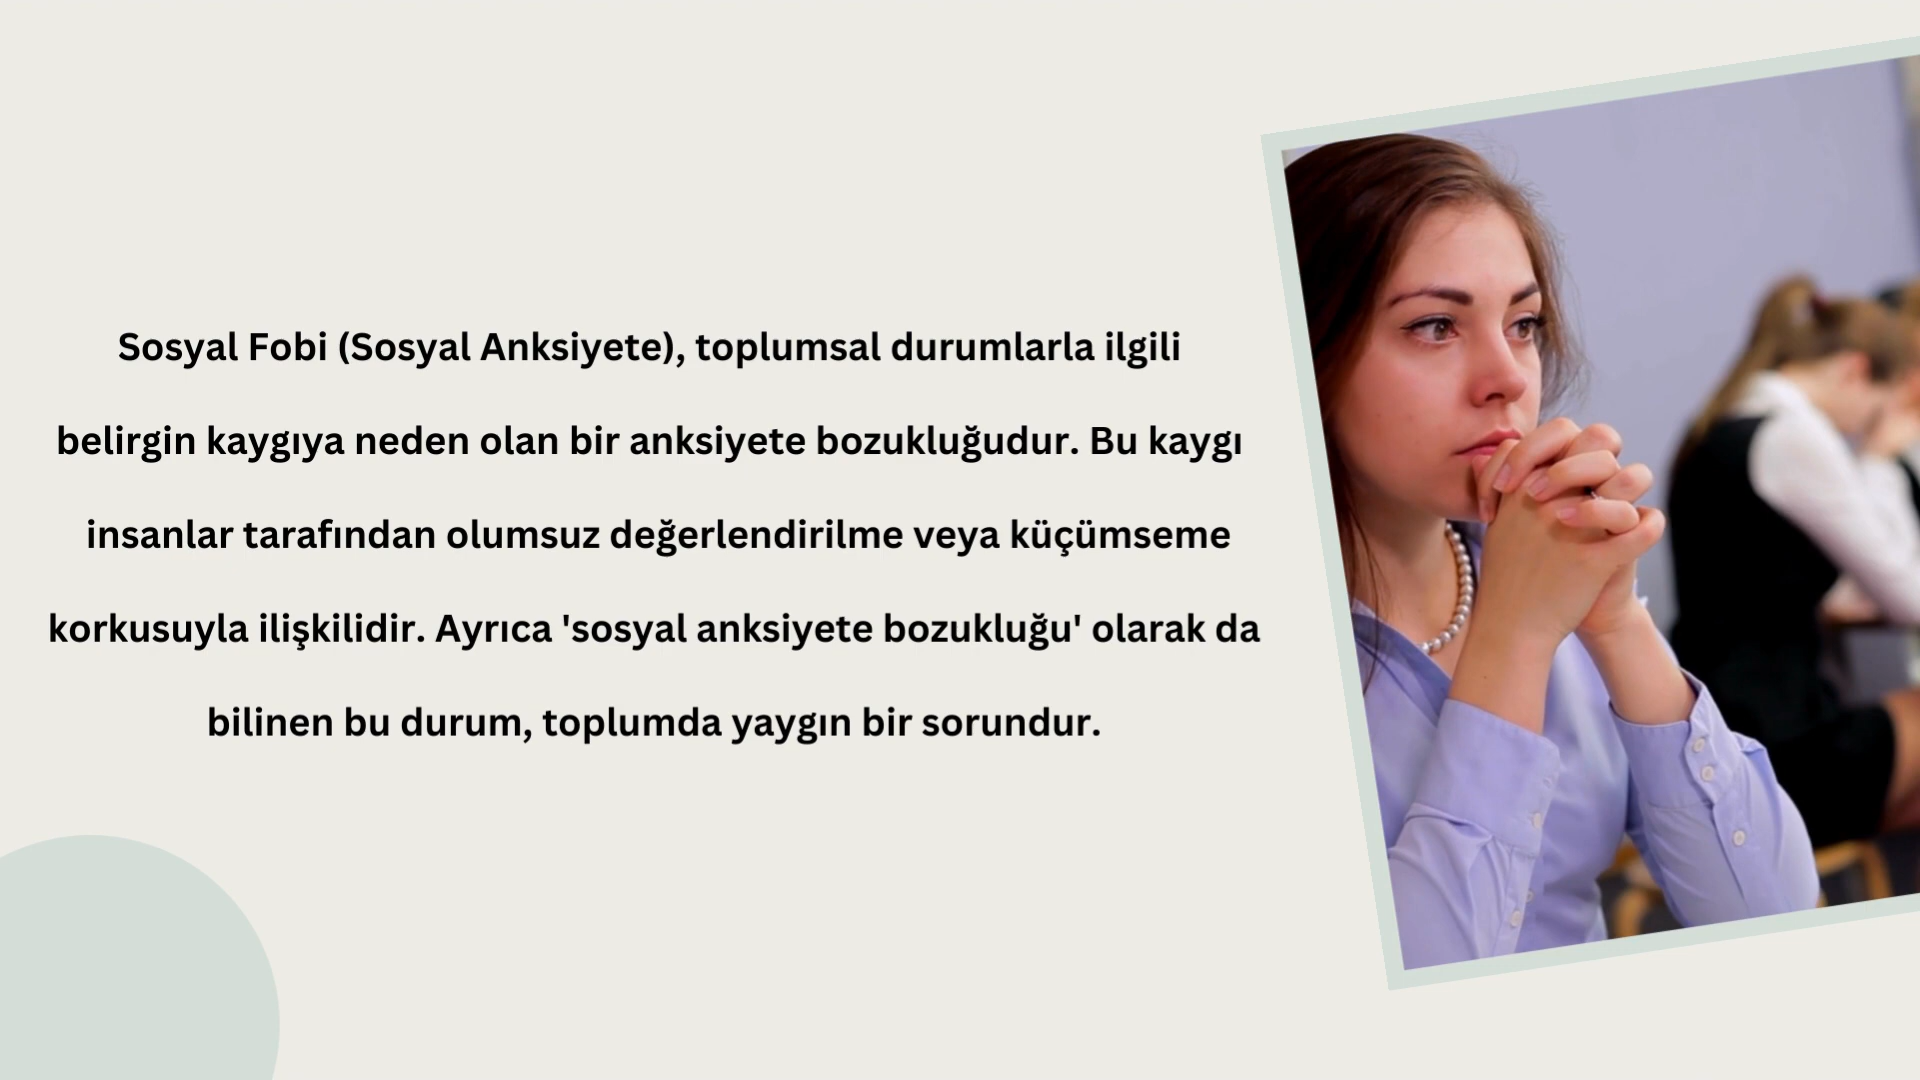 Sosyal Fobi (Sosyal Anksiyete), toplumsal durumlarla ilgili
belirgin kaygıya neden olan bir anksiyete bozukluğudur. Bu kaygı
insanlar tarafından olumsuz değerlendirilme veya küçümseme
korkusuyla ilişkilidir. Ayrıca 'sosyal anksiyete bozukluğu' olarak da
bilinen bu durum, toplumda yaygın bir sorundur.